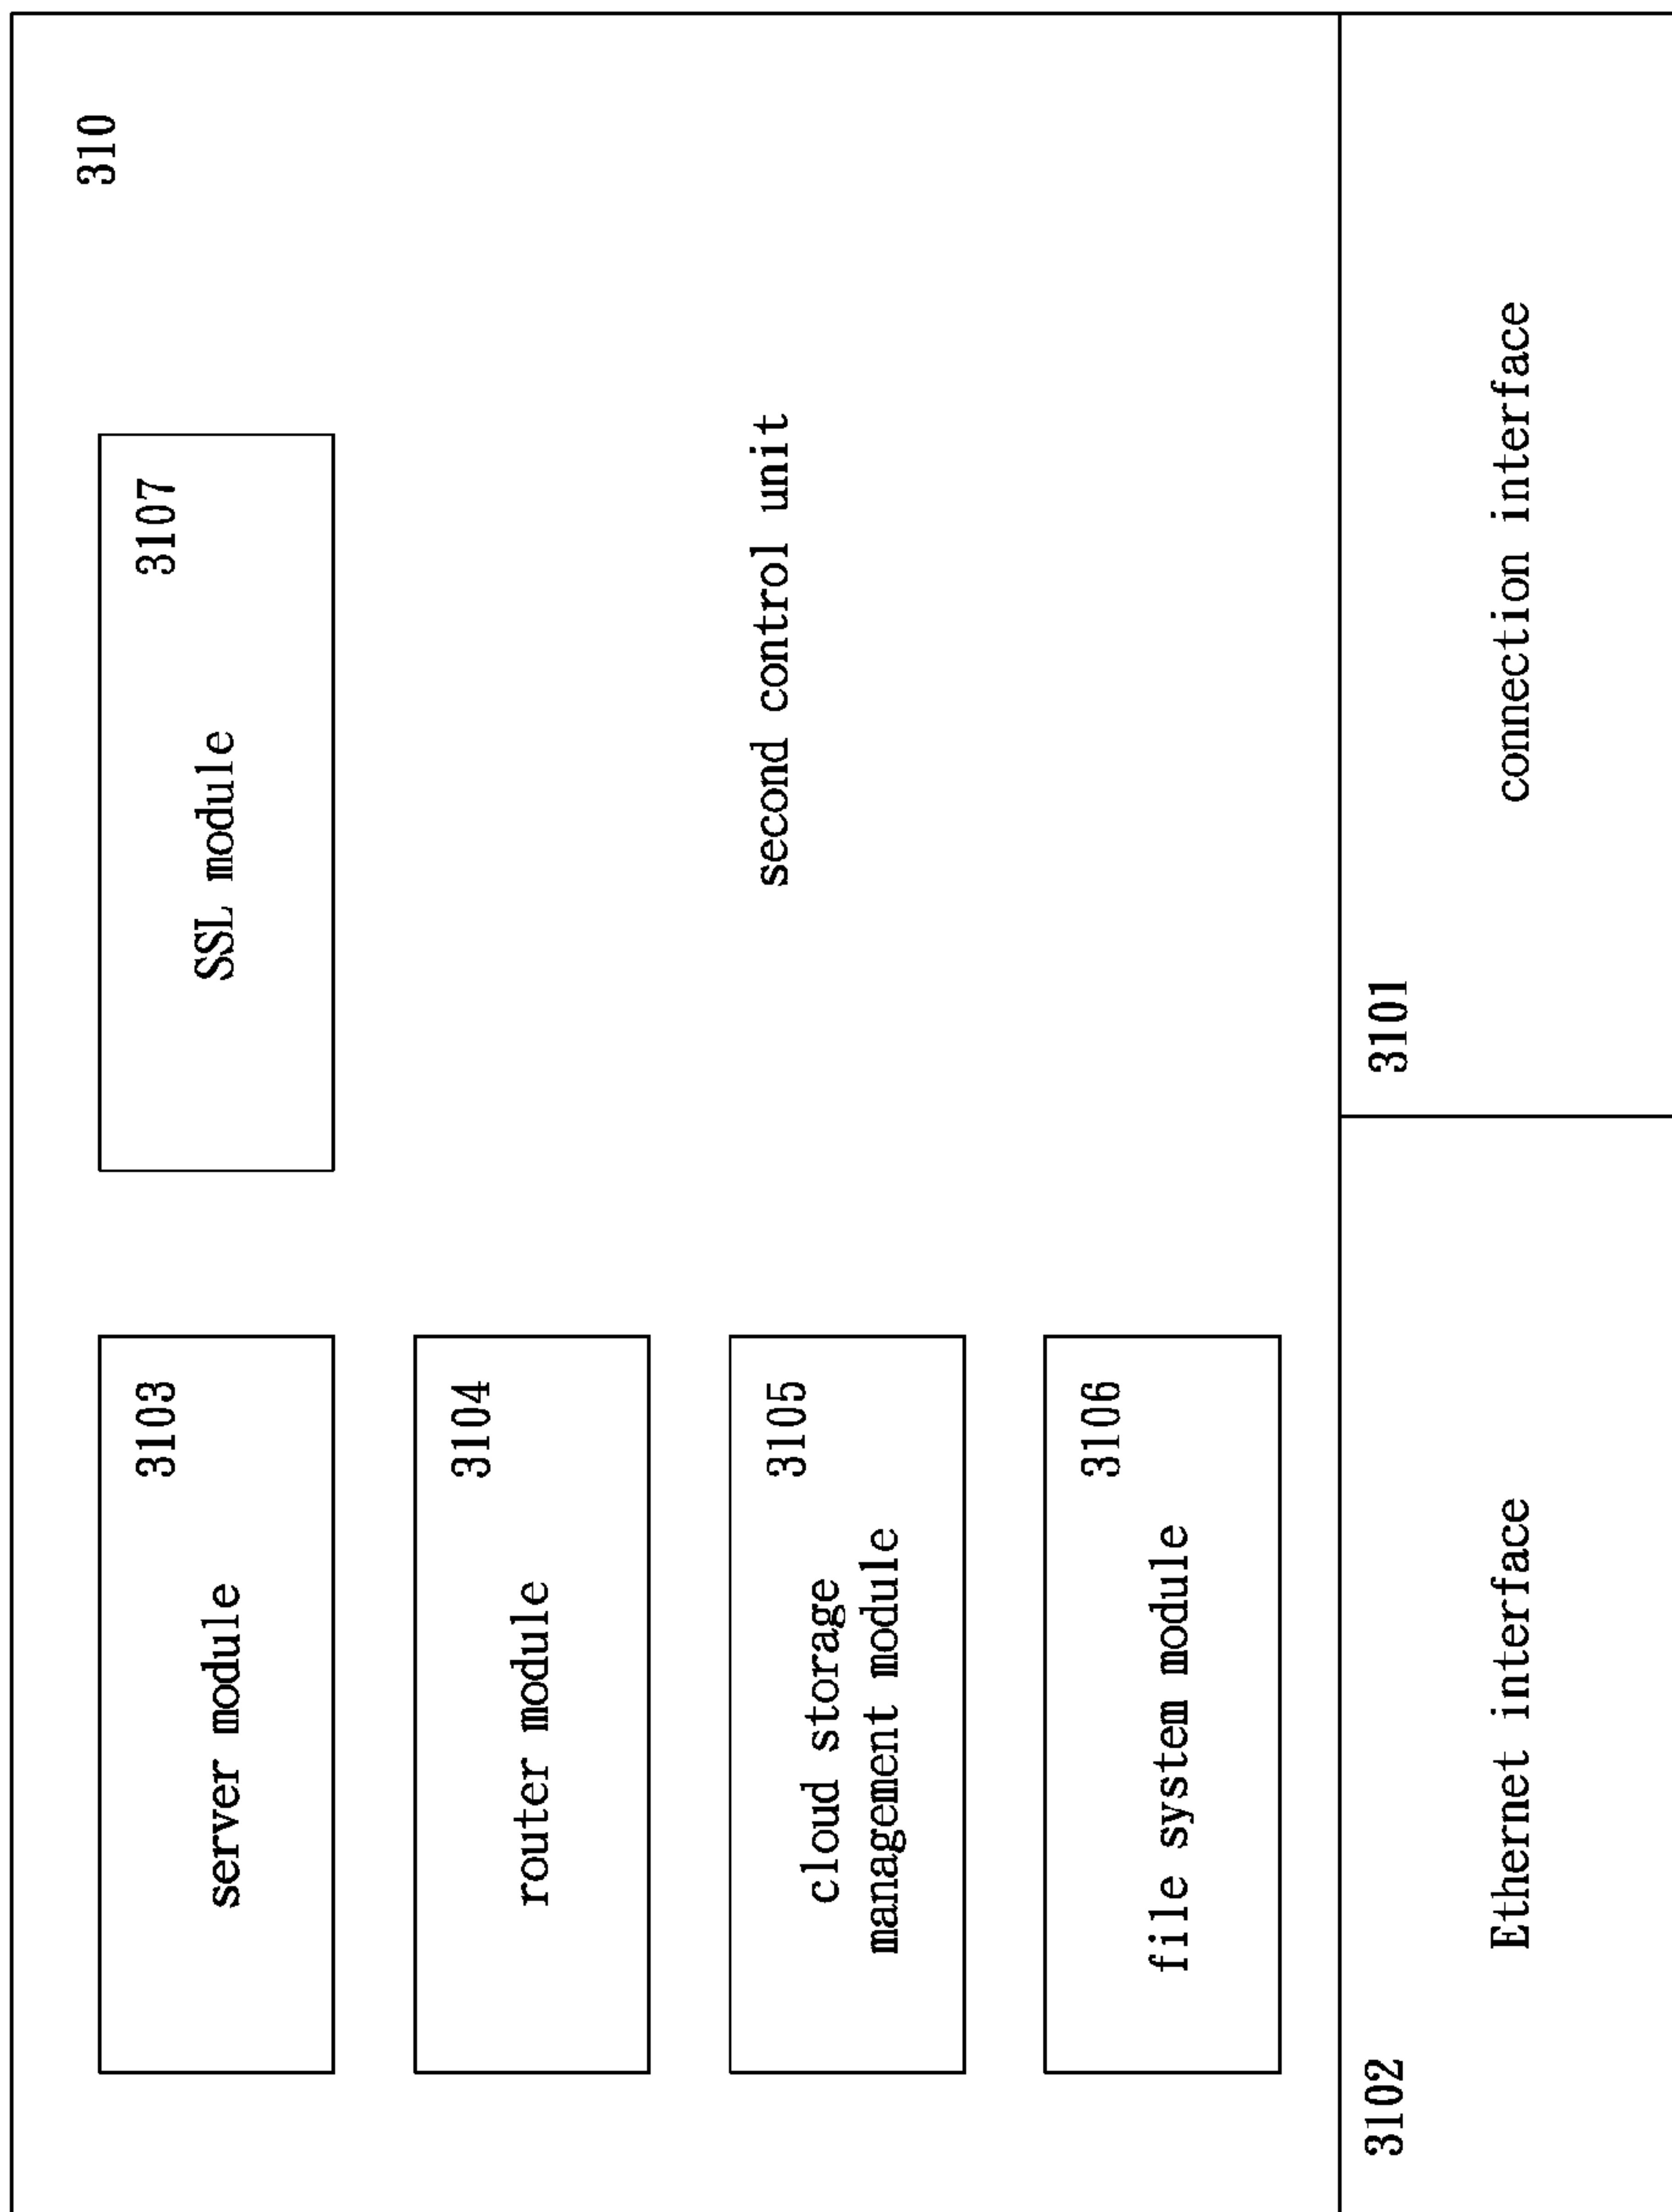 310
3103
server module
3107
SSL module
3104
router module
second control unit
3105
cloud storage
management module
3106
file system module
3102
Ethernet interface
3101
connection interface